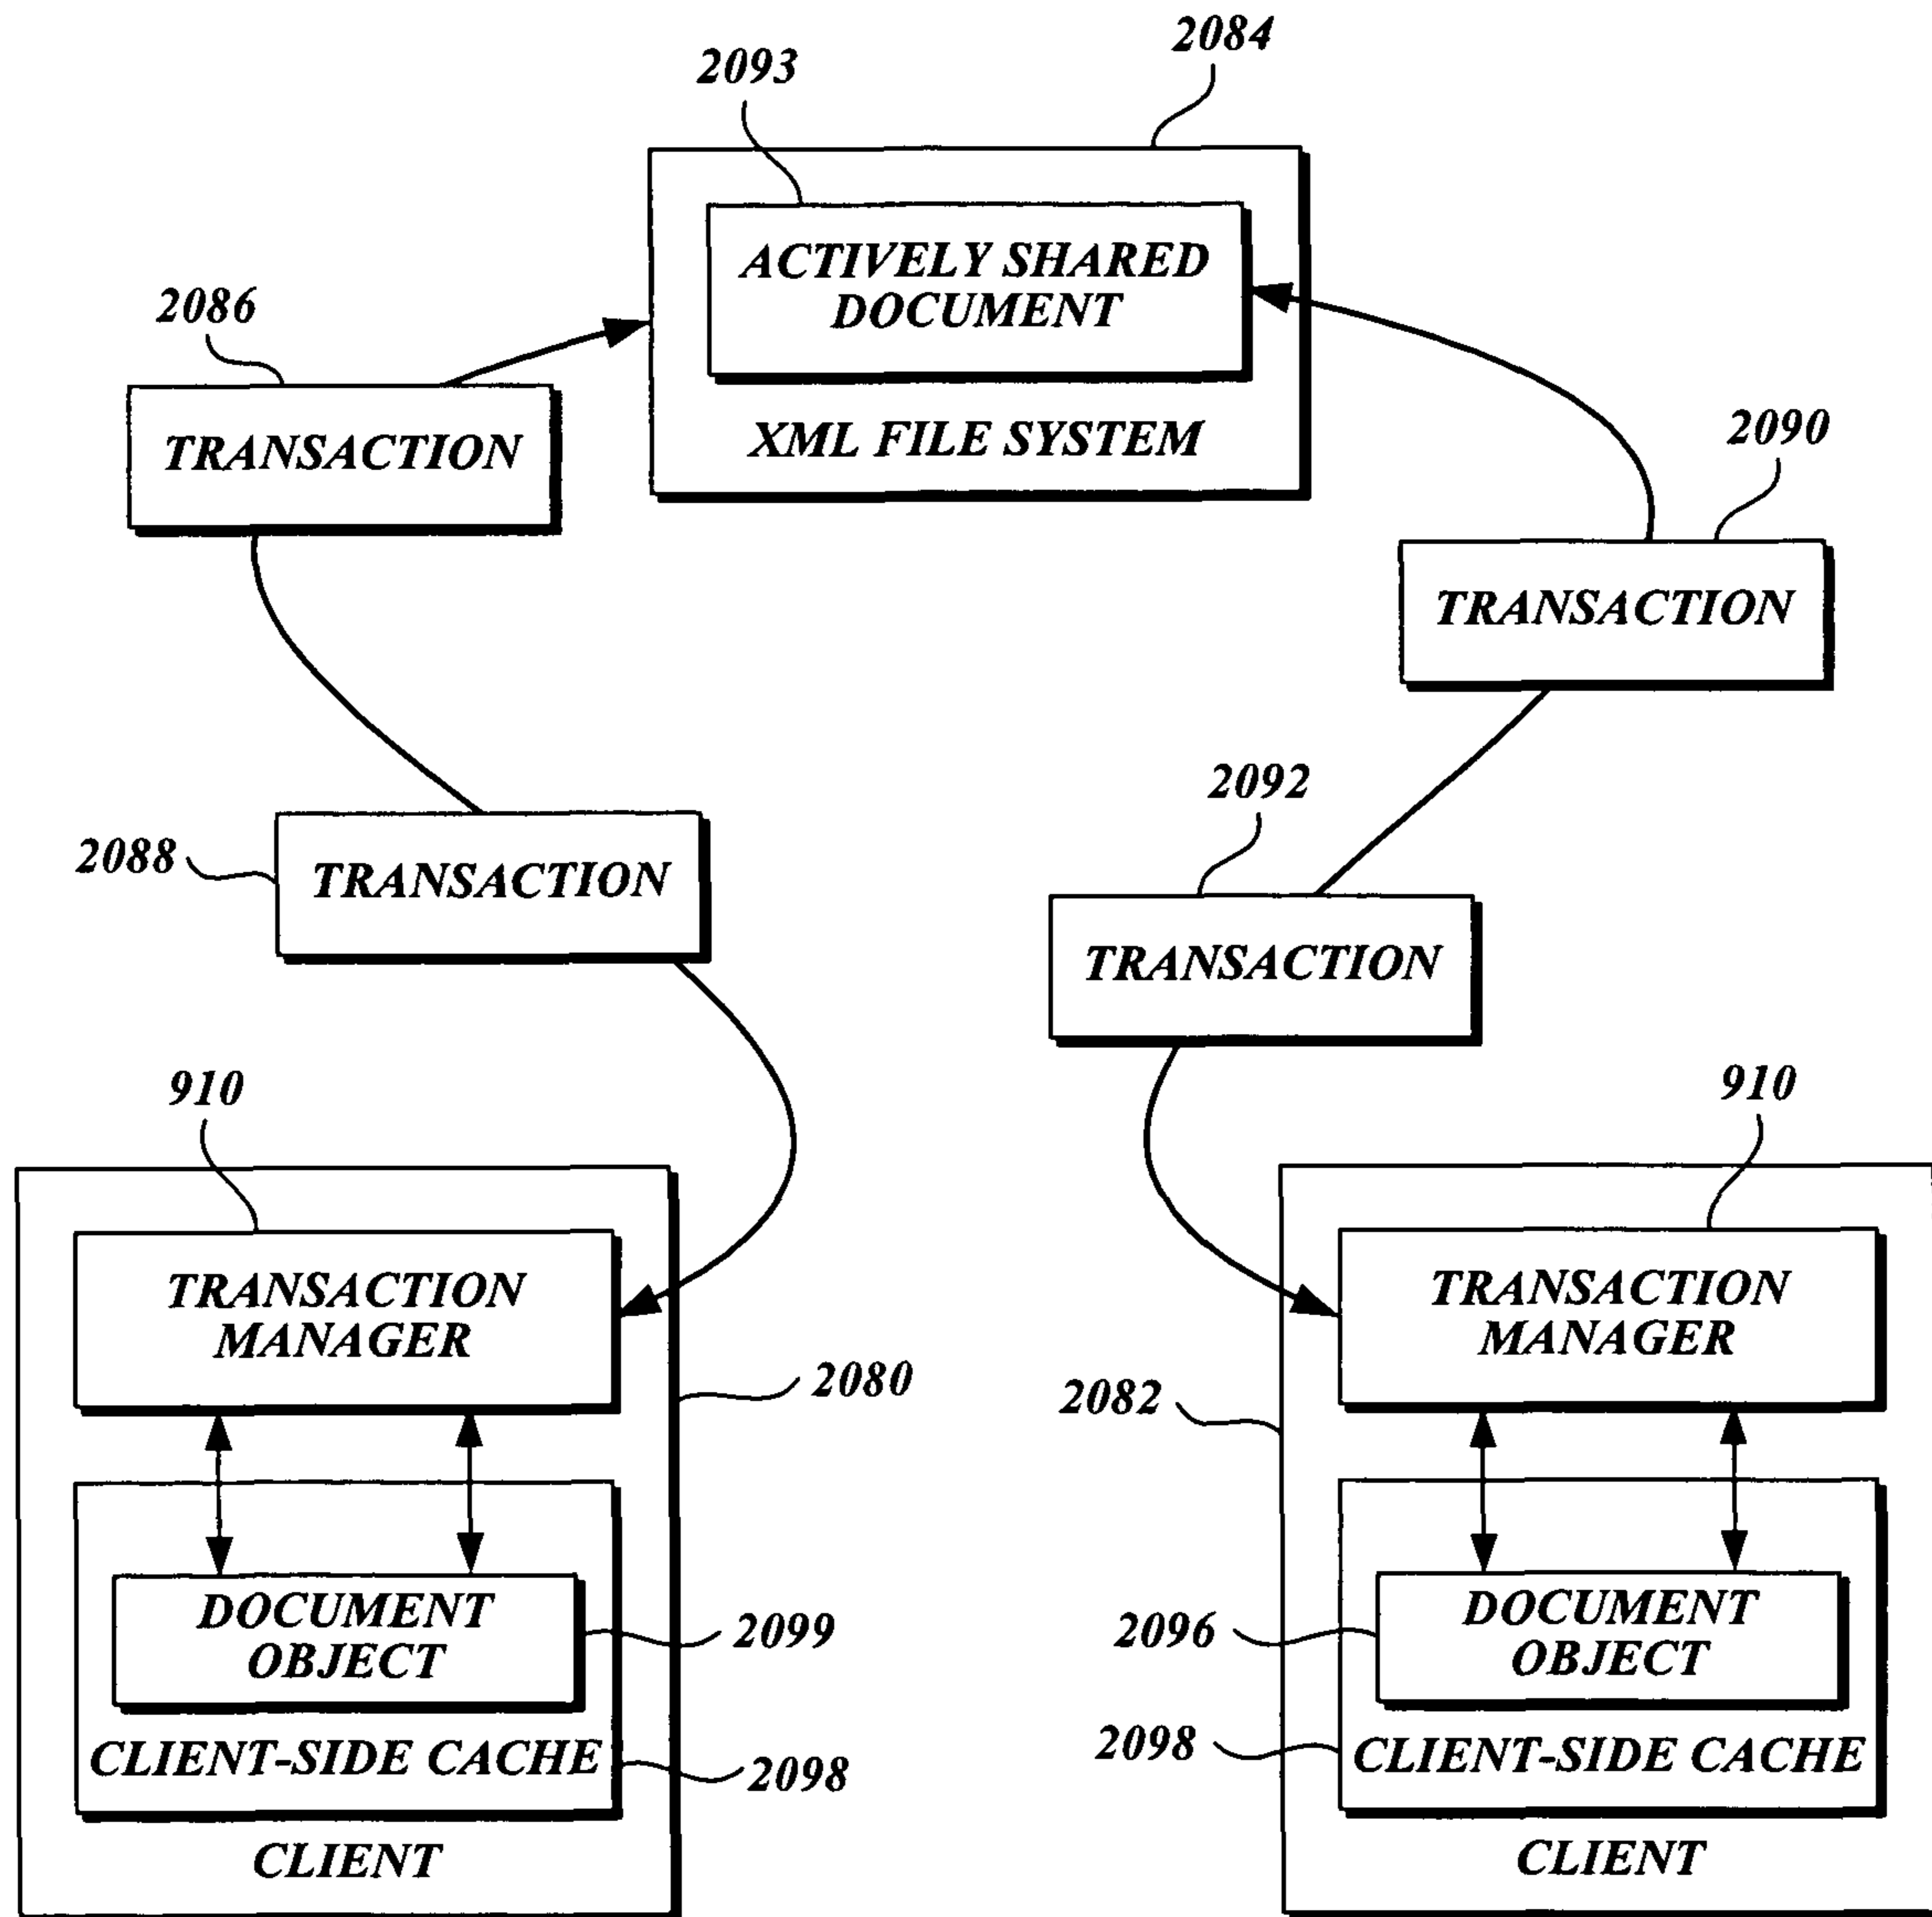 2084
2093
ACTIVELY SHARED
DOCUMENT
XML FILE SYSTEM
2086
TRANSACTION
2090
TRANSACTION
2088
TRANSACTION
2092
TRANSACTION
910
TRANSACTION
MANAGER
2080
DOCUMENT
OBJECT
2099
CLIENT-SIDE CACHE
2098
CLIENT
910
TRANSACTION
MANAGER
2082
DOCUMENT
OBJECT
2096
2098
CLIENT-SIDE CACHE
CLIENT